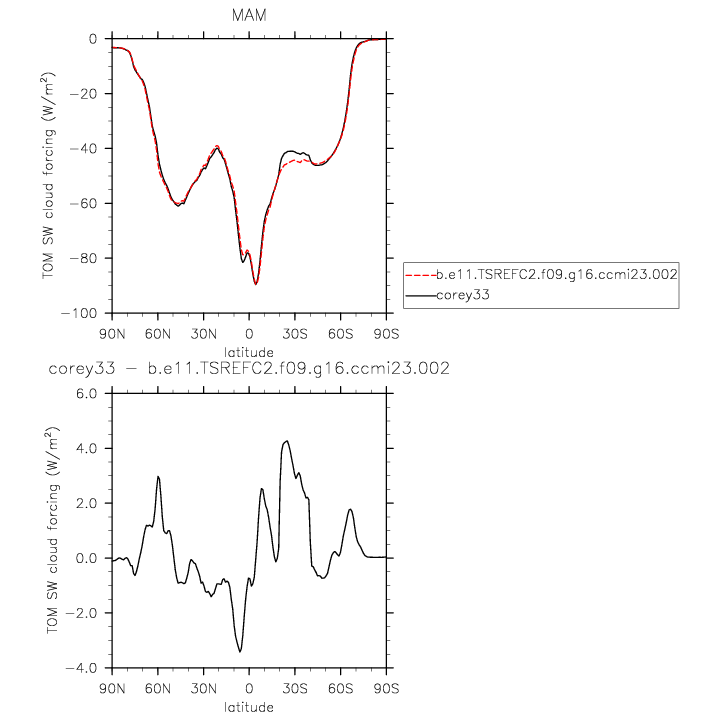 MAM
0
-20
-40
-60
-80
-100
TOM SW cloud forcing (W/m²)
90N 60N 30N 0 30S 60S 90S
latitude
b.e11.TSREFC2.f09.g16.ccmi23.002
corey33
corey33 - b.e11.TSREFC2.f09.g16.ccmi23.002
6.0
4.0
2.0
0.0
-2.0
-4.0
TOM SW cloud forcing (W/m²)
90N 60N 30N 0 30S 60S 90S
latitude